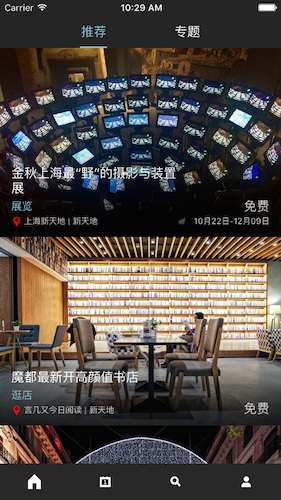 Carrier
10:29 AM
推荐
专题
金秋上海最“野”的摄影与装置
展
展览
免费
上海新天地 | 新天地
10月22日-12月09日
魔都最新开高颜值书店
逛店
言几又今日阅读 | 新天地
免费